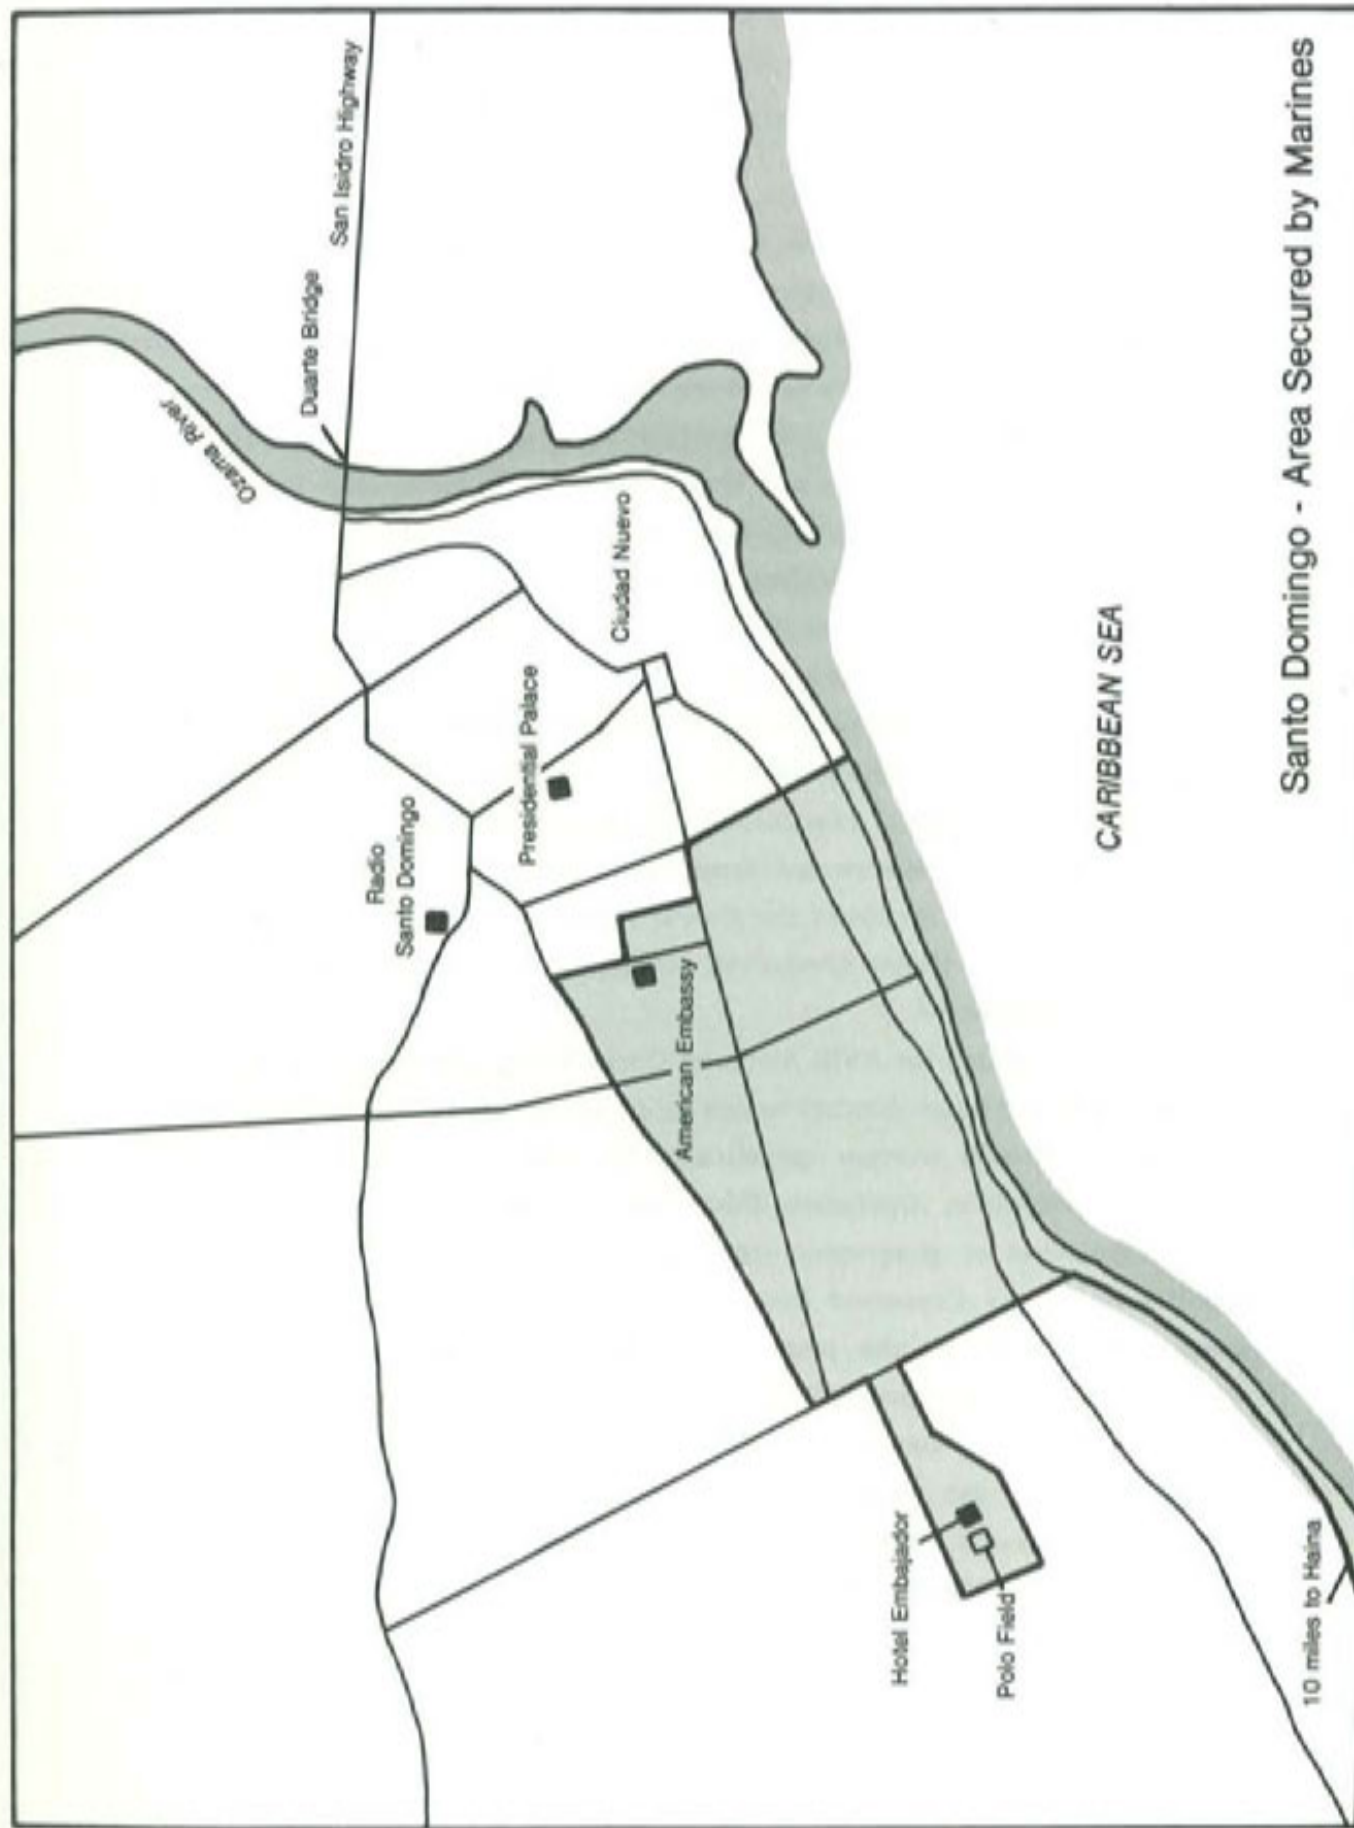 Ozama River
Duarte Bridge
San Isidro Highway
Radio
Santo Domingo
Presidential Palace
Ciudad Nuevo
American Embassy
Hotel Embajador
Polo Field
CARIBBEAN SEA
10 miles to Haina
Santo Domingo - Area Secured by Marines